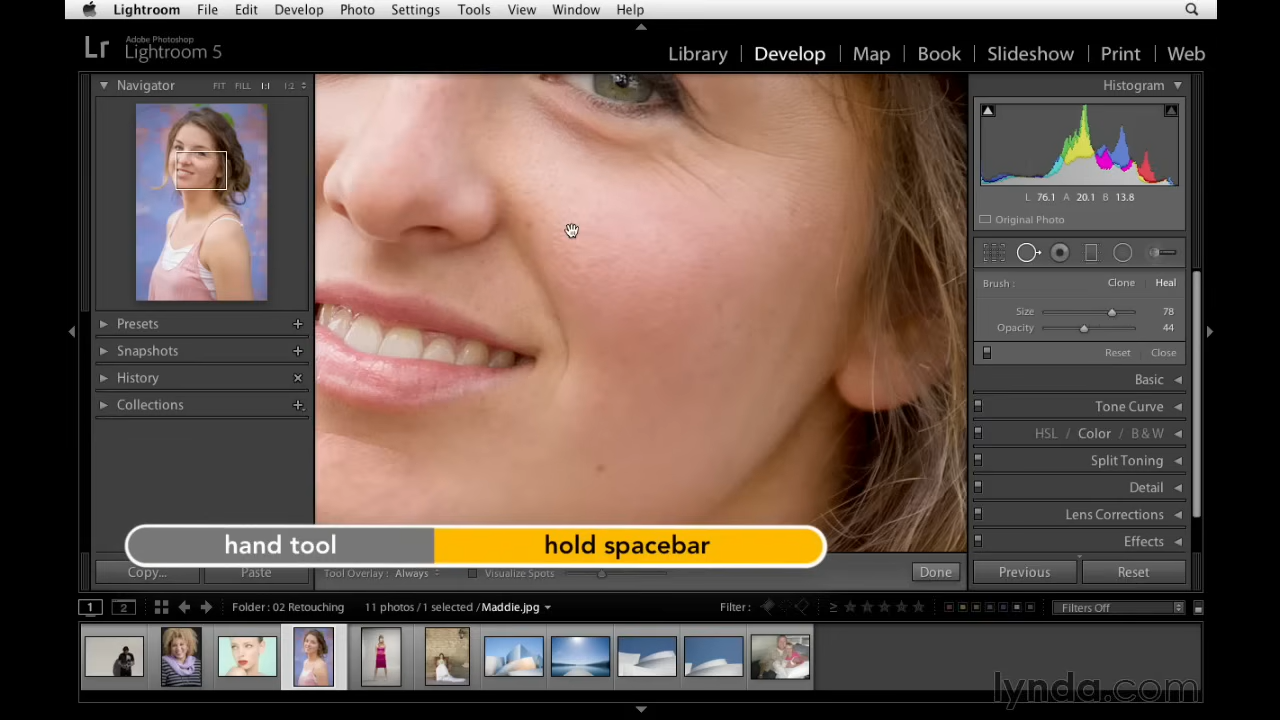 Lightroom File Edit Develop Photo Settings Tools View Window Help
Lr Adobe Photoshop Lightroom 5
Library | Develop | Map | Book | Slideshow | Print | Web
Navigator FIT FILL 1:1 1:2
Histogram
L 76.1 A 20.1 B 13.8
Original Photo
Brush : Clone Heal
Size 78
Opacity 44
Reset Close
Presets
Snapshots
History
Collections
Basic
Tone Curve
HSL / Color / B & W
Split Toning
Detail
Lens Corrections
Effects
hand tool hold spacebar
Copy... Paste Tool Overlay : Always Visualize Spots Done Previous Reset
1 2 Folder : 02 Retouching 11 photos / 1 selected / Maddie.jpg Filter : Filters Off
lynda.com